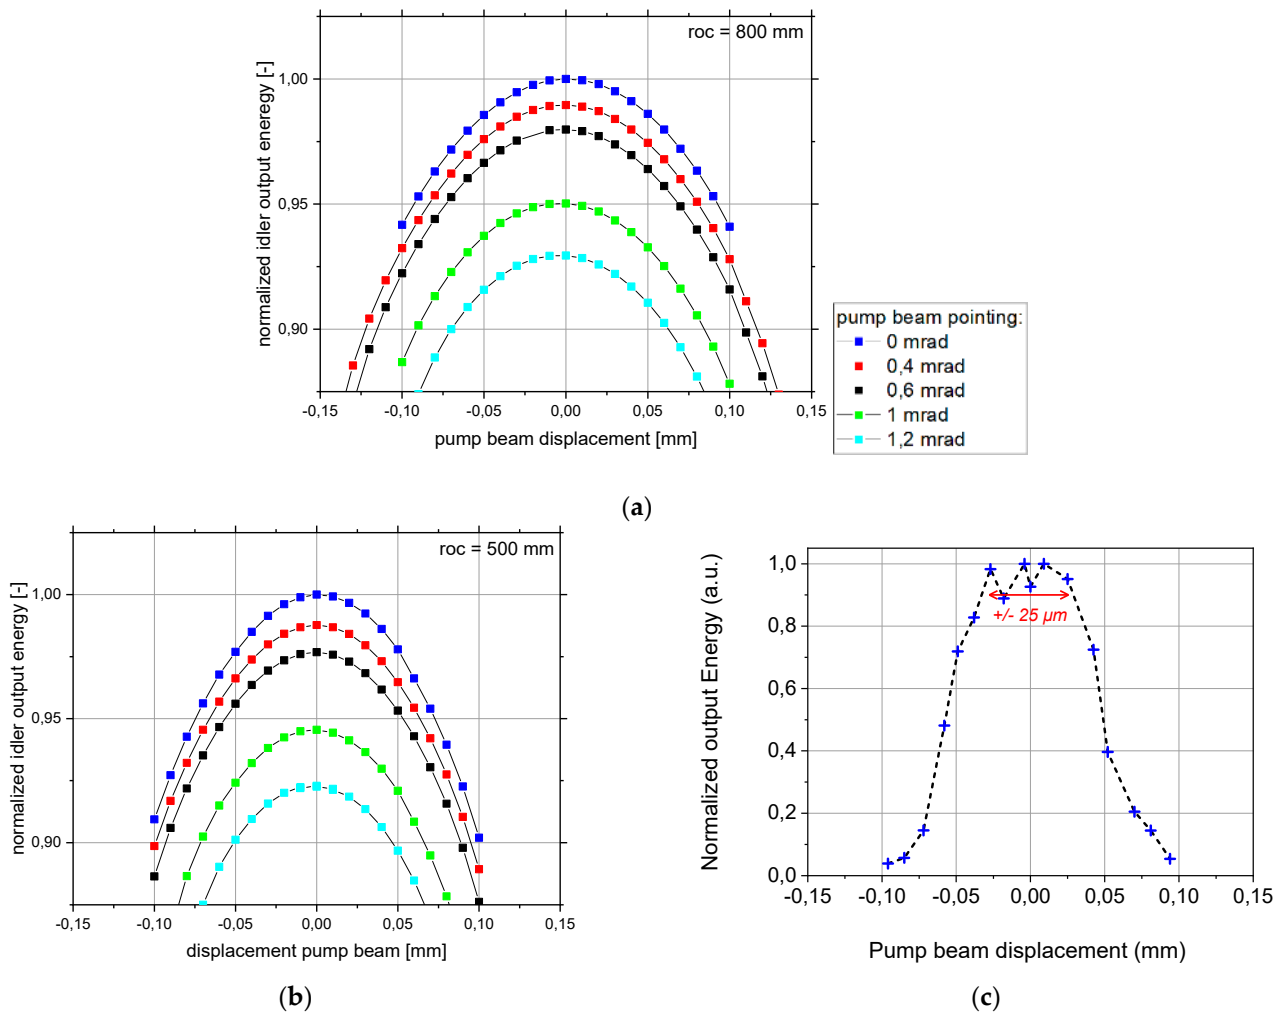 roc = 800 mm
normalized idler output eneregy [-]
1,00
0,95
0,90
-0,15 -0,10 -0,05 0,00 0,05 0,10 0,15
pump beam displacement [mm]
pump beam pointing:
0 mrad
0,4 mrad
0,6 mrad
1 mrad
1,2 mrad
(a)
roc = 500 mm
normalized idler output energy [-]
1,00
0,95
0,90
-0,15 -0,10 -0,05 0,00 0,05 0,10 0,15
displacement pump beam [mm]
(b)
Normalized output Energy (a.u.)
1,0
0,8
0,6
0,4
0,2
0,0
+/- 25 µm
-0,15 -0,10 -0,05 0,00 0,05 0,10 0,15
Pump beam displacement (mm)
(c)